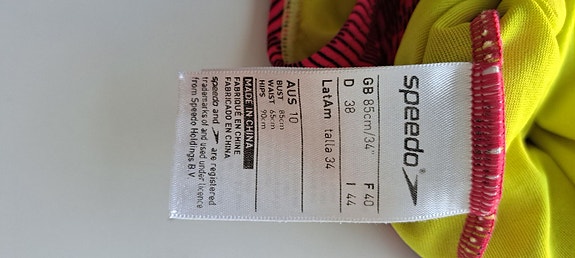 speedo®
GB 85cm/34" F 40
D 38 I 44
LatAm talla 34
AUS 10
BUST 85cm
WAIST 65cm
HIPS 90cm
MADE IN CHINA
FABRIQUÉ EN CHINE
FABRICADO EN CHINA
speedo and are registered
trademarks of and used under licence
from Speedo Holdings B.V